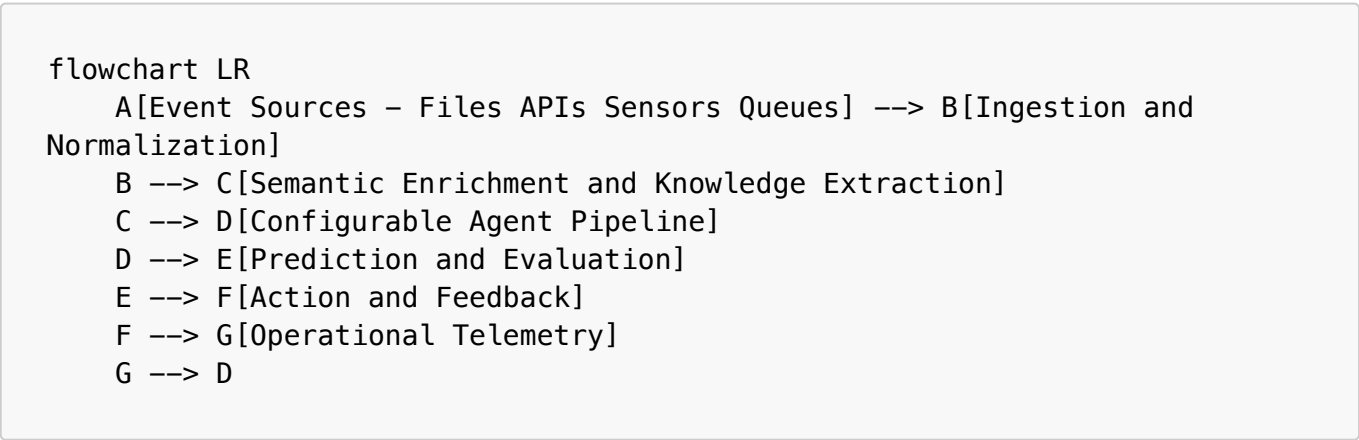 flowchart LR
A[Event Sources – Files APIs Sensors Queues] ––> B[Ingestion and
Normalization]
B ––> C[Semantic Enrichment and Knowledge Extraction]
C ––> D[Configurable Agent Pipeline]
D ––> E[Prediction and Evaluation]
E ––> F[Action and Feedback]
F ––> G[Operational Telemetry]
G ––> D